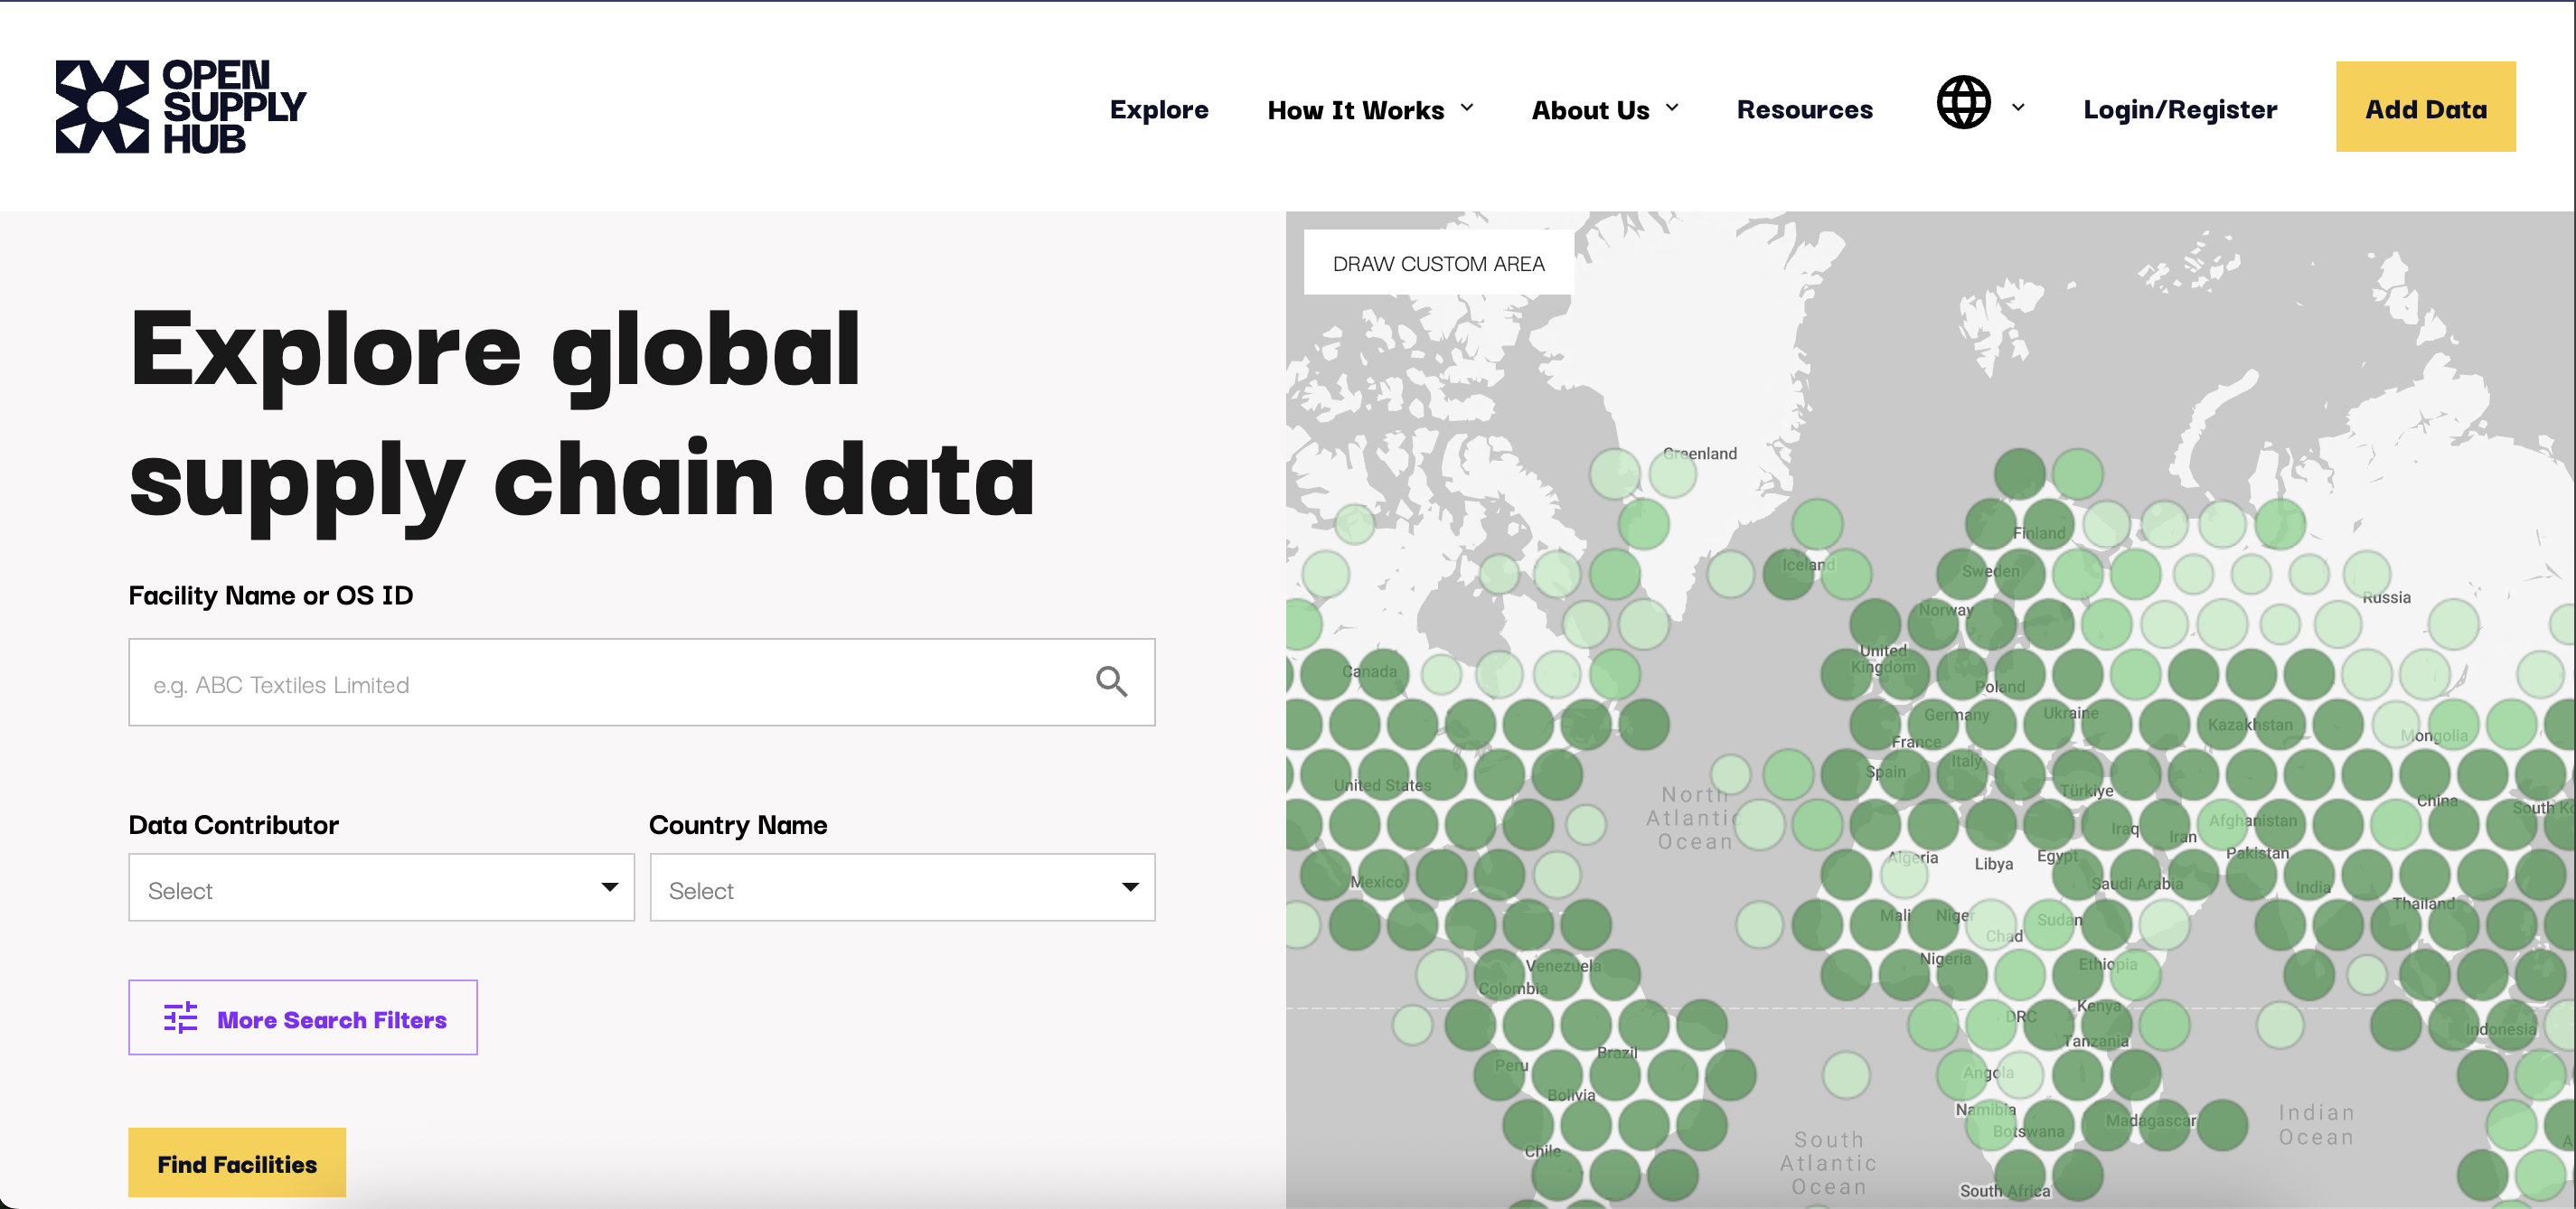 OPEN
SUPPLY
HUB
Explore
How It Works
About Us
Resources
Login/Register
Add Data
Explore global
supply chain data
Facility Name or OS ID
e.g. ABC Textiles Limited
Data Contributor
Country Name
Select
Select
More Search Filters
Find Facilities
DRAW CUSTOM AREA
Greenland
Finland
Iceland
Sweden
Russia
Norway
United
Kingdom
Canada
Poland
Germany
Ukraine
Kazakhstan
France
Mongolia
Italy
Spain
United States
Türkiye
North
Atlantic
Ocean
China
South Ko
Afghanistan
Iraq
Iran
Pakistan
Algeria
Libya
Egypt
Mexico
Saudi Arabia
India
Thailand
Mali
Niger
Sudan
Chad
Venezuela
Nigeria
Ethiopia
Colombia
Kenya
DRC
Indonesia
Tanzania
Brazil
Peru
Angola
Bolivia
Namibia
Botswana
Madagascar
Indian
Ocean
South
Atlantic
Ocean
Chile
South Africa